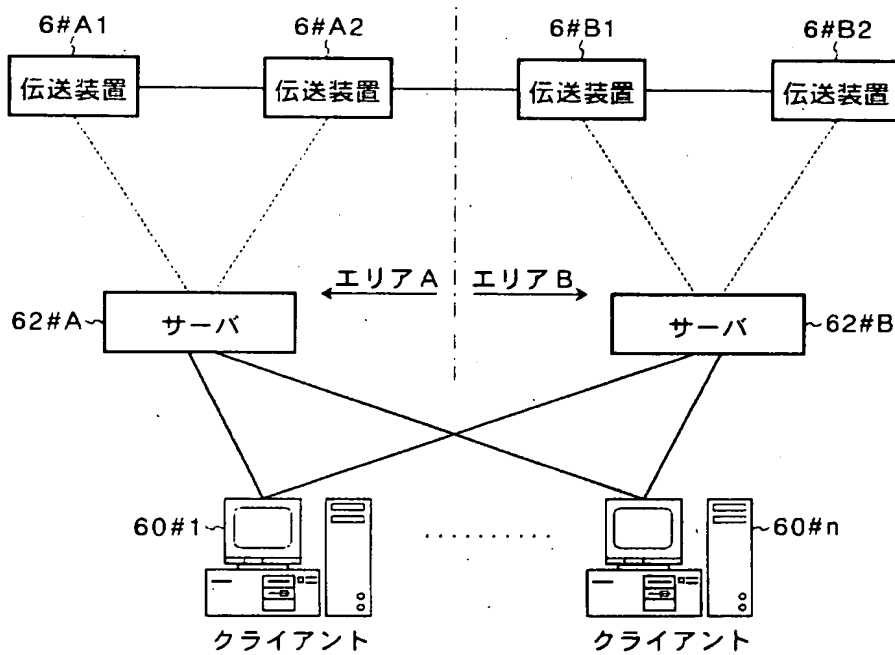 6#A1
6#A2
6#B1
6#B2
伝送装置
伝送装置
伝送装置
伝送装置
エリアA
エリアB
62#A
サーバ
サーバ
62#B
60#1
60#n
クライアント
クライアント